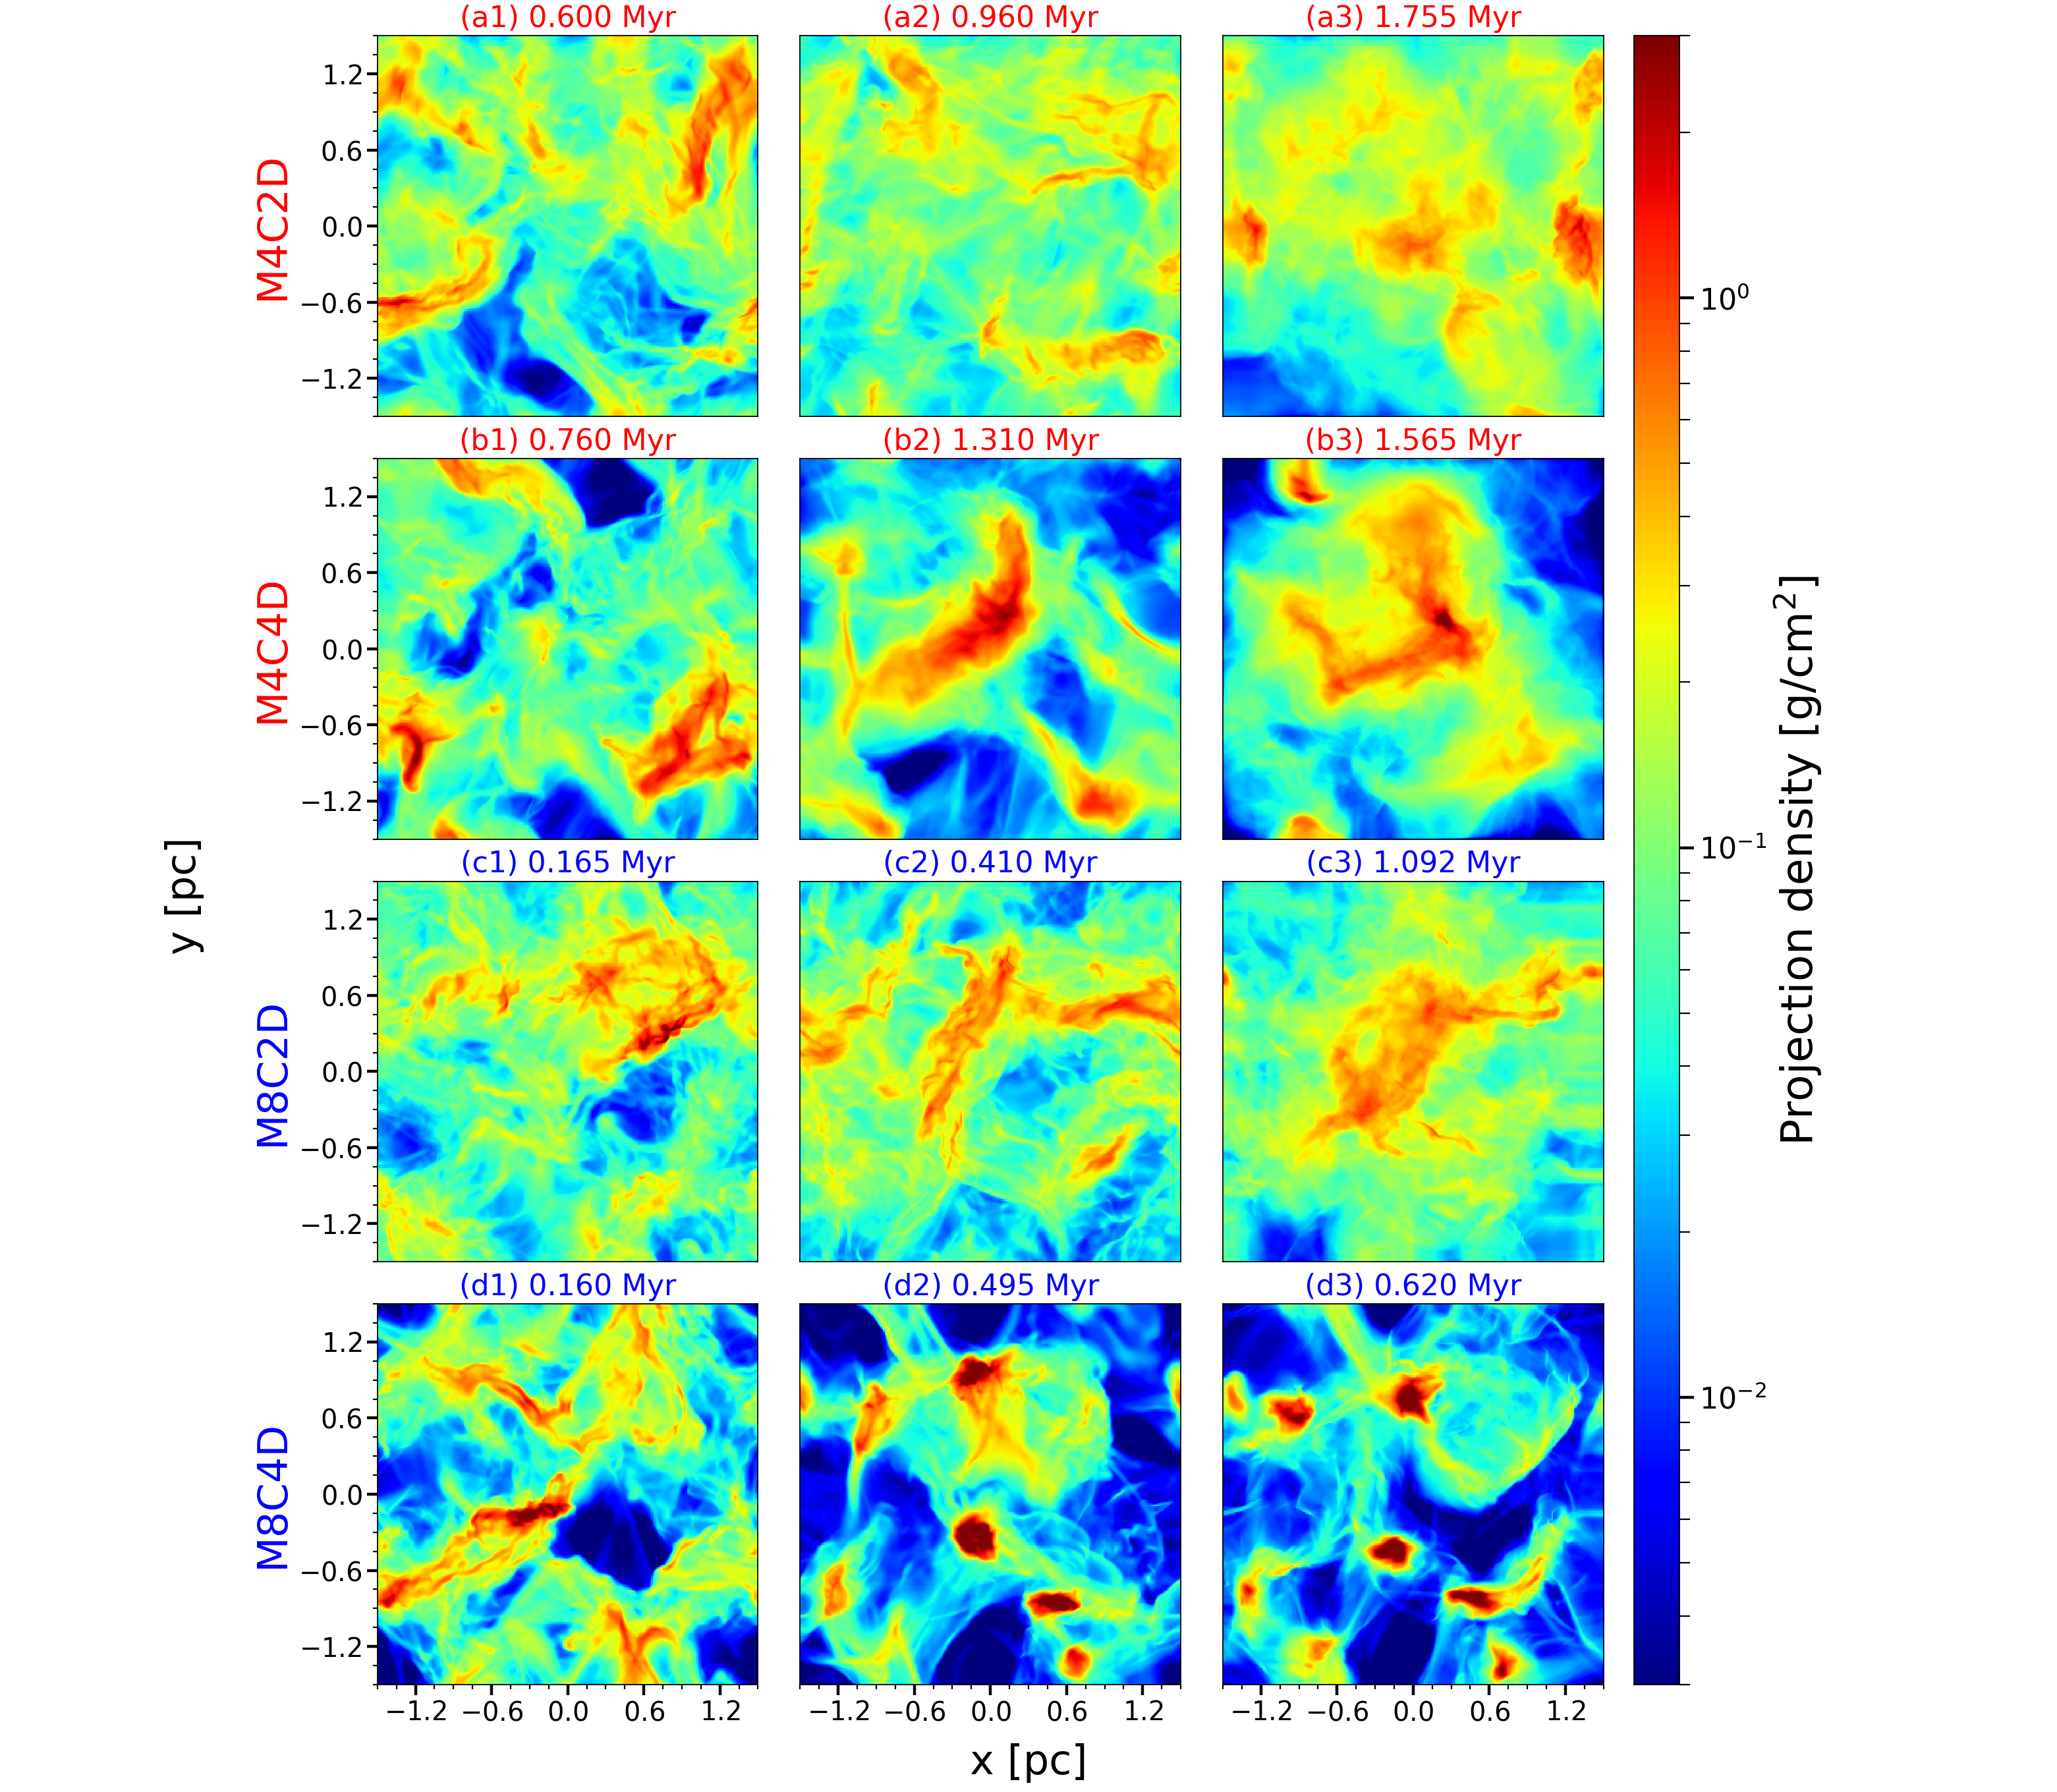 (a1) 0.600 Myr
(a2) 0.960 Myr
(a3) 1.755 Myr
M4C2D
1.2
0.6
0.0
−0.6
−1.2
(b1) 0.760 Myr
(b2) 1.310 Myr
(b3) 1.565 Myr
M4C4D
1.2
0.6
0.0
−0.6
−1.2
(c1) 0.165 Myr
(c2) 0.410 Myr
(c3) 1.092 Myr
M8C2D
1.2
0.6
0.0
−0.6
−1.2
(d1) 0.160 Myr
(d2) 0.495 Myr
(d3) 0.620 Myr
M8C4D
1.2
0.6
0.0
−0.6
−1.2
−1.2 −0.6 0.0 0.6 1.2
−1.2 −0.6 0.0 0.6 1.2
−1.2 −0.6 0.0 0.6 1.2
x [pc]
y [pc]
10⁰
10⁻¹
10⁻²
Projection density [g/cm²]